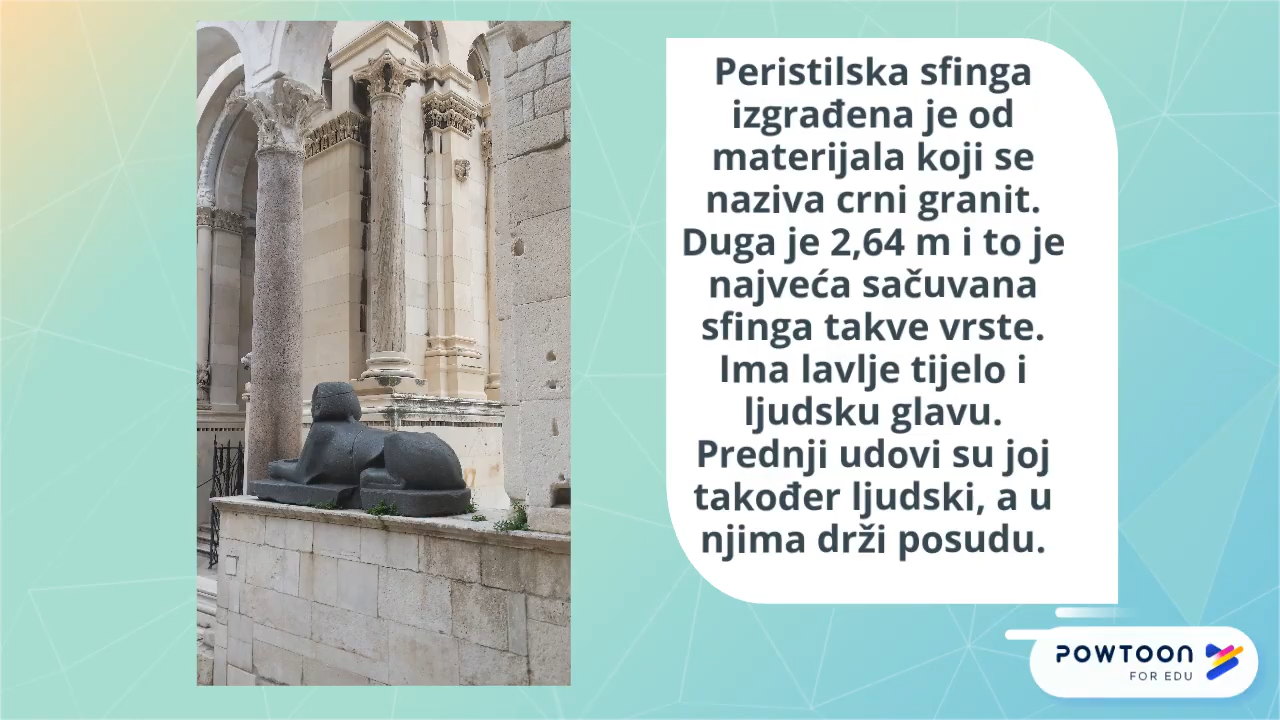 Peristilska sfinga
izgrađena je od
materijala koji se
naziva crni granit.
Duga je 2,64 m i to je
najveća sačuvana
sfinga takve vrste.
Ima lavlje tijelo i
ljudsku glavu.
Prednji udovi su joj
također ljudski, a u
njima drži posudu.
POWTOON
FOR EDU